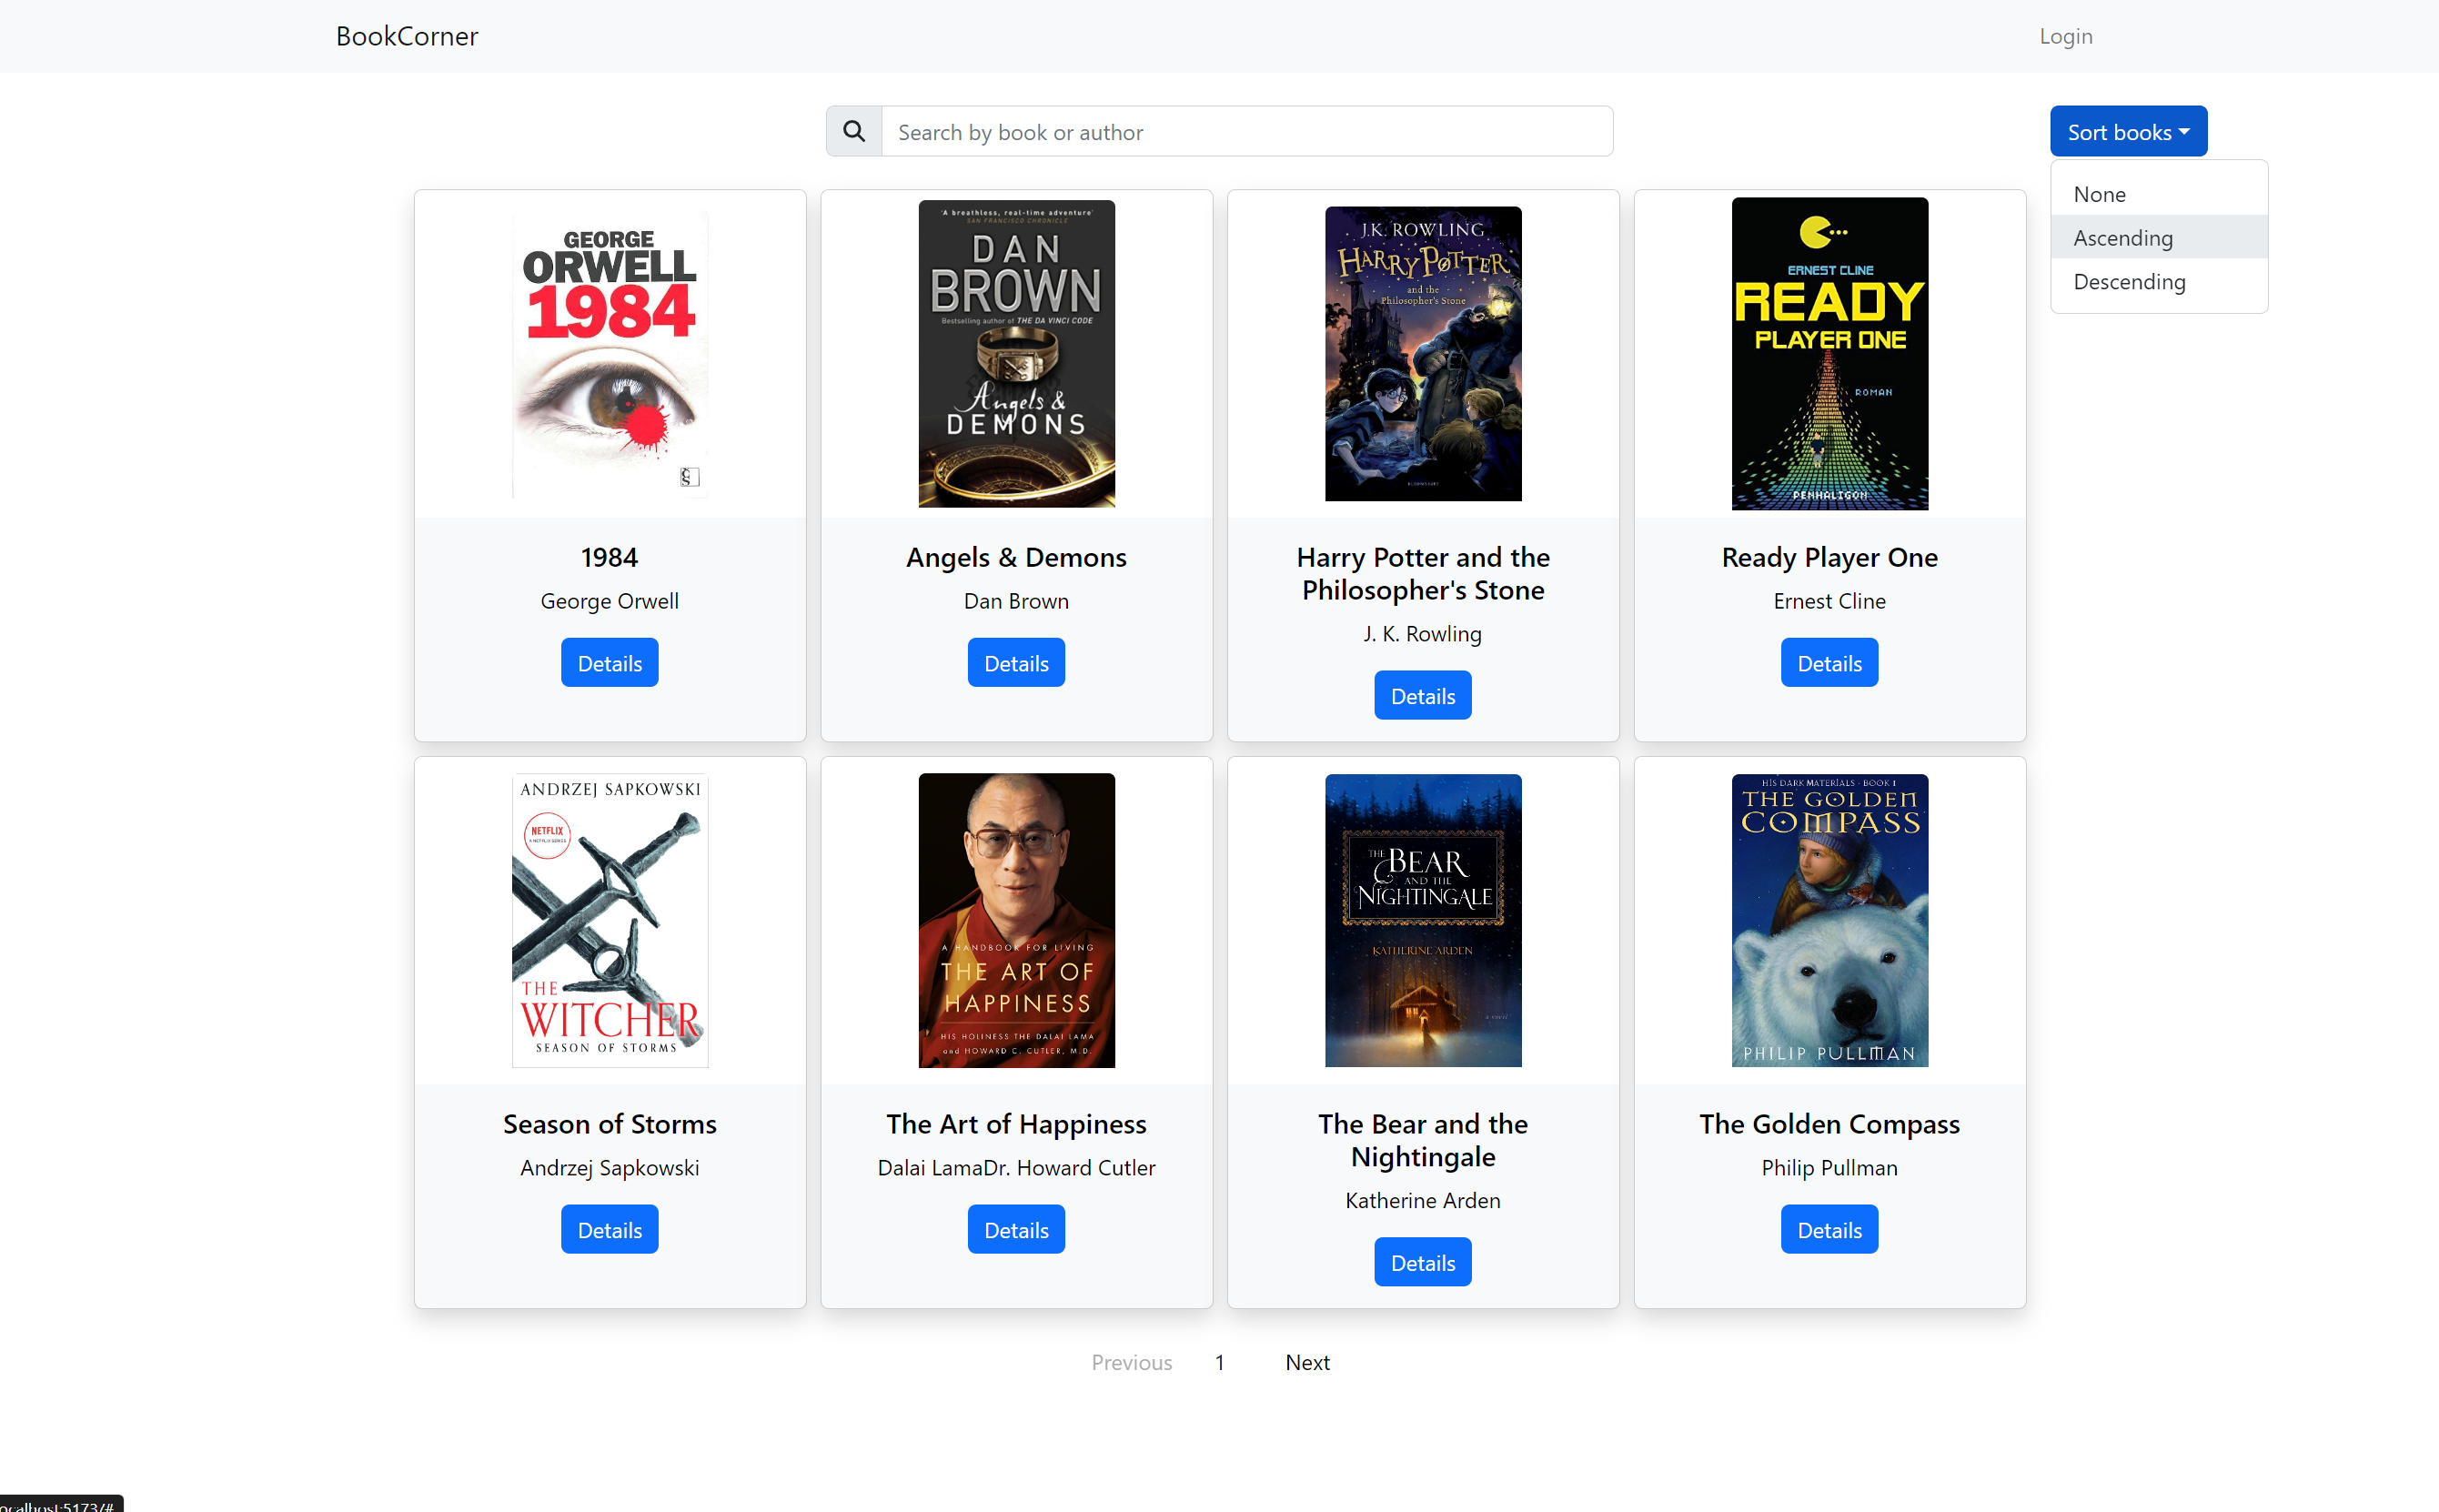 BookCorner
Login
Search by book or author
Sort books
None
Ascending
Descending
GEORGE
ORWELL
1984
'A breathless, real-time adventure'
SAN FRANCISCO CHRONICLE
DAN
BROWN
Bestselling author of THE DA VINCI CODE
Angels &
DEMONS
J.K. ROWLING
HARRY POTTER
and the
Philosopher's Stone
BLOOMSBURY
ERNEST CLINE
READY
PLAYER ONE
ROMAN
PENHALIGON
1984
George Orwell
Details
Angels & Demons
Dan Brown
Details
Harry Potter and the
Philosopher's Stone
J. K. Rowling
Details
Ready Player One
Ernest Cline
Details
ANDRZEJ SAPKOWSKI
NETFLIX
A NETFLIX SERIES
THE
WITCHER
SEASON OF STORMS
A HANDBOOK FOR LIVING
THE ART OF
HAPPINESS
HIS HOLINESS THE DALAI LAMA
and HOWARD C. CUTLER, M.D.
THE BEAR
AND THE
NIGHTINGALE
KATHERINE ARDEN
a novel
HIS DARK MATERIALS · BOOK I
THE GOLDEN
COMPASS
PHILIP PULLMAN
Season of Storms
Andrzej Sapkowski
Details
The Art of Happiness
Dalai LamaDr. Howard Cutler
Details
The Bear and the
Nightingale
Katherine Arden
Details
The Golden Compass
Philip Pullman
Details
Previous
1
Next
ocalhost:5173/#